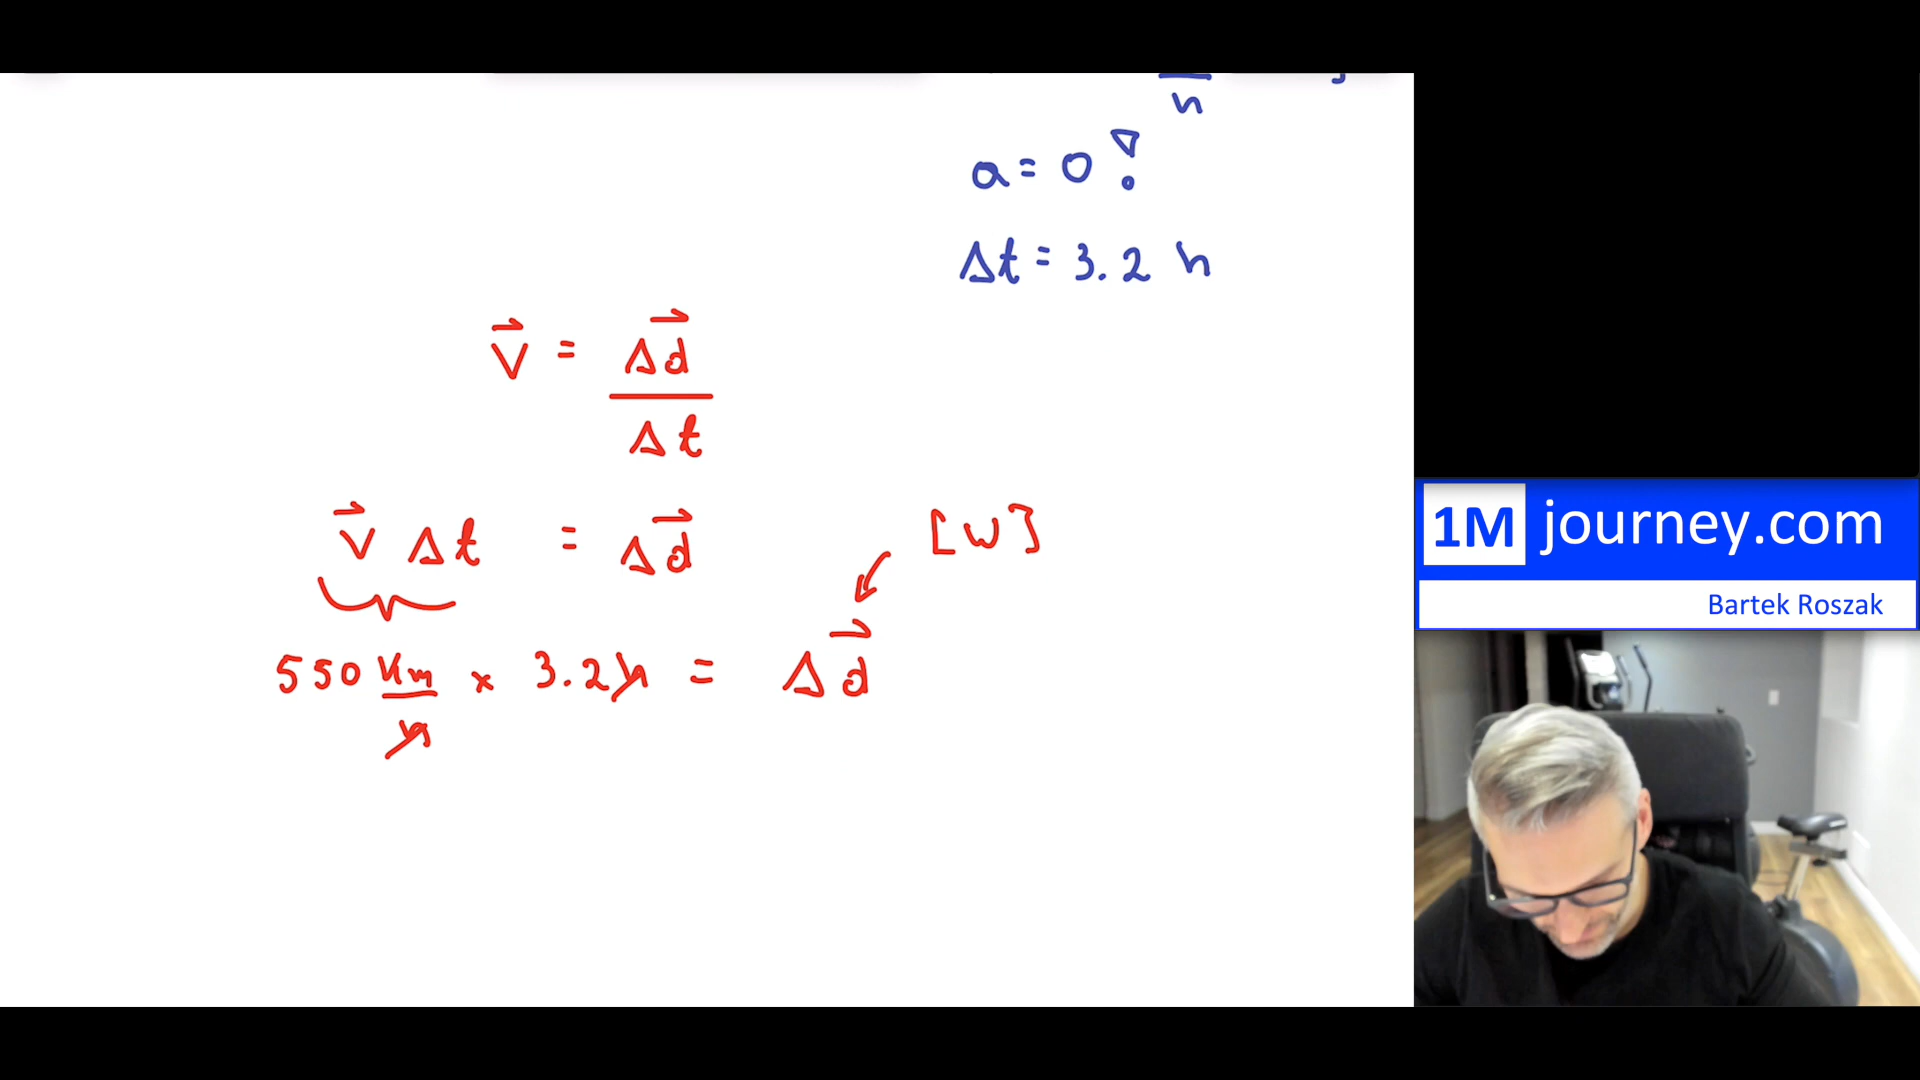 h
a = 0 !
Δt = 3.2 h
v⃗ = Δd⃗
Δt
v⃗ Δt = Δd⃗
[W]
550 km × 3.2 h = Δd⃗
h
1M journey.com
Bartek Roszak